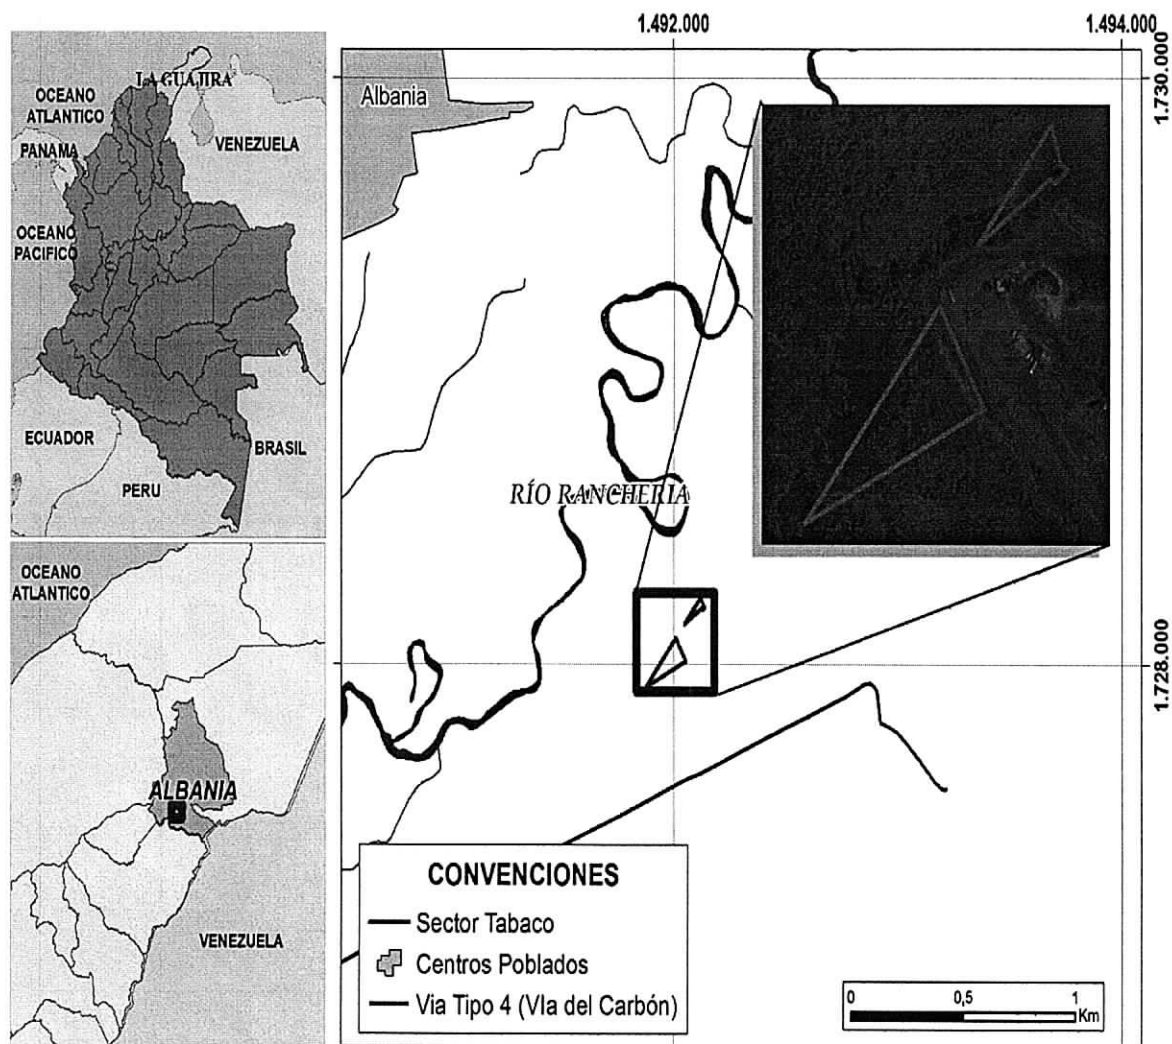 LA GUAJIRA
OCEANO
ATLANTICO
PANAMA
VENEZUELA
OCEANO
PACIFICO
ECUADOR
BRASIL
PERU
OCEANO
ATLANTICO
ALBANIA
VENEZUELA
1.492.000
1.494.000
1.730.000
Albania
RÍO RANCHERIA
1.728.000
CONVENCIONES
Sector Tabaco
Centros Poblados
Via Tipo 4 (VIa del Carbón)
0 0,5 1
Km